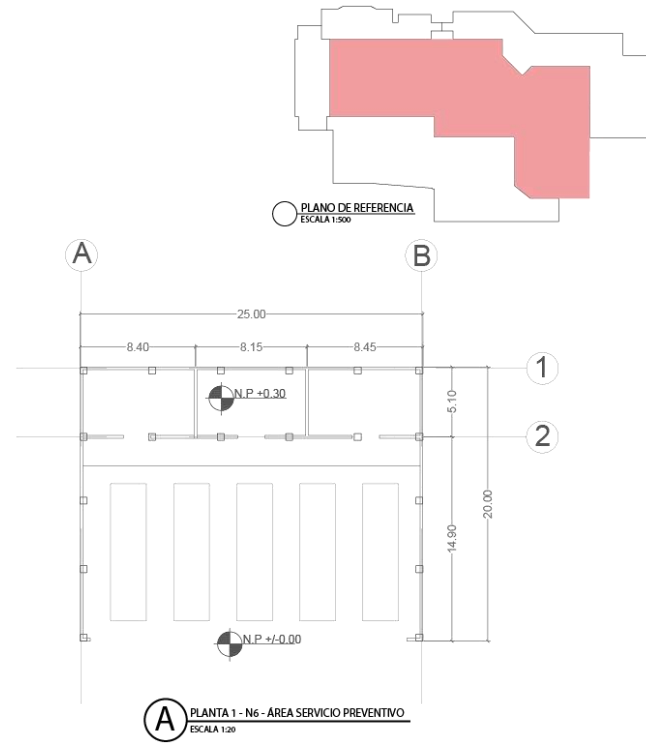 PLANO DE REFERENCIA
ESCALA 1:500
A
B
25.00
8.40
8.15
8.45
1
N.P +0.30
5.10
2
20.00
14.90
N.P +/-0.00
A
PLANTA 1 - N6 - ÁREA SERVICIO PREVENTIVO
ESCALA 1:20